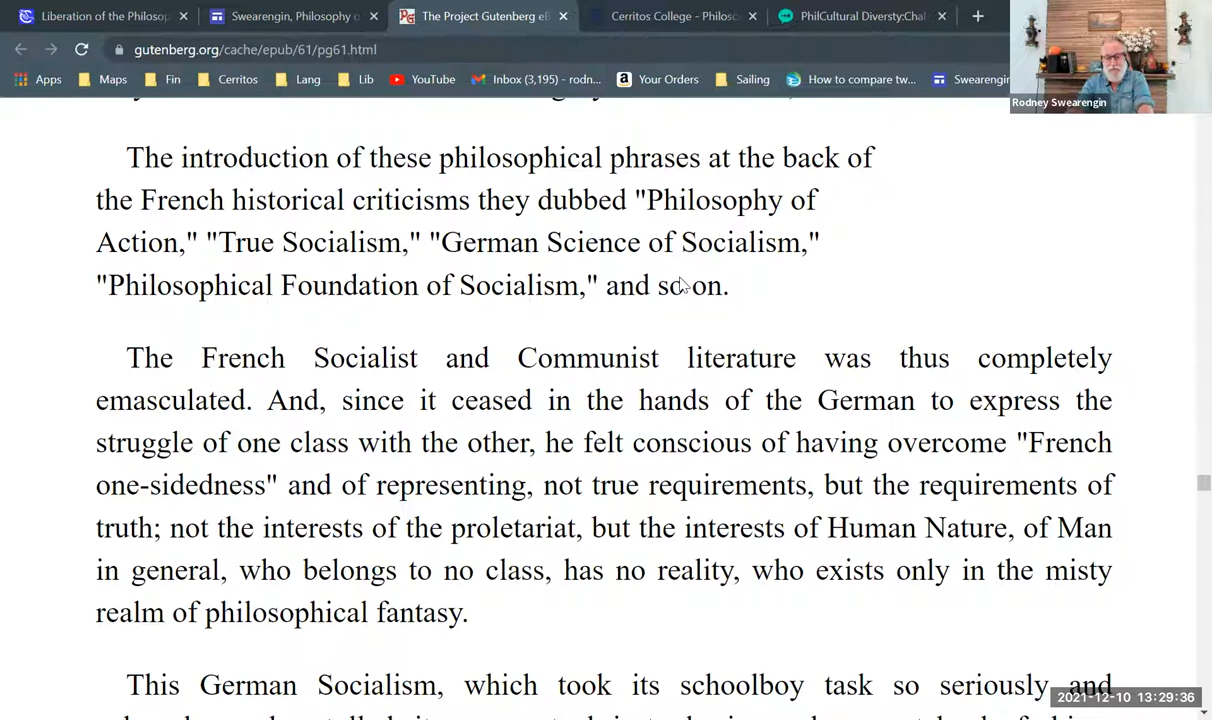 Liberation of the Philosop
Swearengin, Philosophy o
The Project Gutenberg eB
Cerritos College - Philosc
PhilCultural Diversty:Chal
gutenberg.org/cache/epub/61/pg61.html
Apps
Maps
Fin
Cerritos
Lang
Lib
YouTube
Inbox (3,195) - rodn...
Your Orders
Sailing
How to compare tw...
Swearengin
Rodney Swearengin
The introduction of these philosophical phrases at the back of
the French historical criticisms they dubbed "Philosophy of
Action," "True Socialism," "German Science of Socialism,"
"Philosophical Foundation of Socialism," and so on.
The French Socialist and Communist literature was thus completely
emasculated. And, since it ceased in the hands of the German to express the
struggle of one class with the other, he felt conscious of having overcome "French
one-sidedness" and of representing, not true requirements, but the requirements of
truth; not the interests of the proletariat, but the interests of Human Nature, of Man
in general, who belongs to no class, has no reality, who exists only in the misty
realm of philosophical fantasy.
This German Socialism, which took its schoolboy task so seriously and
2021-12-10 13:29:36